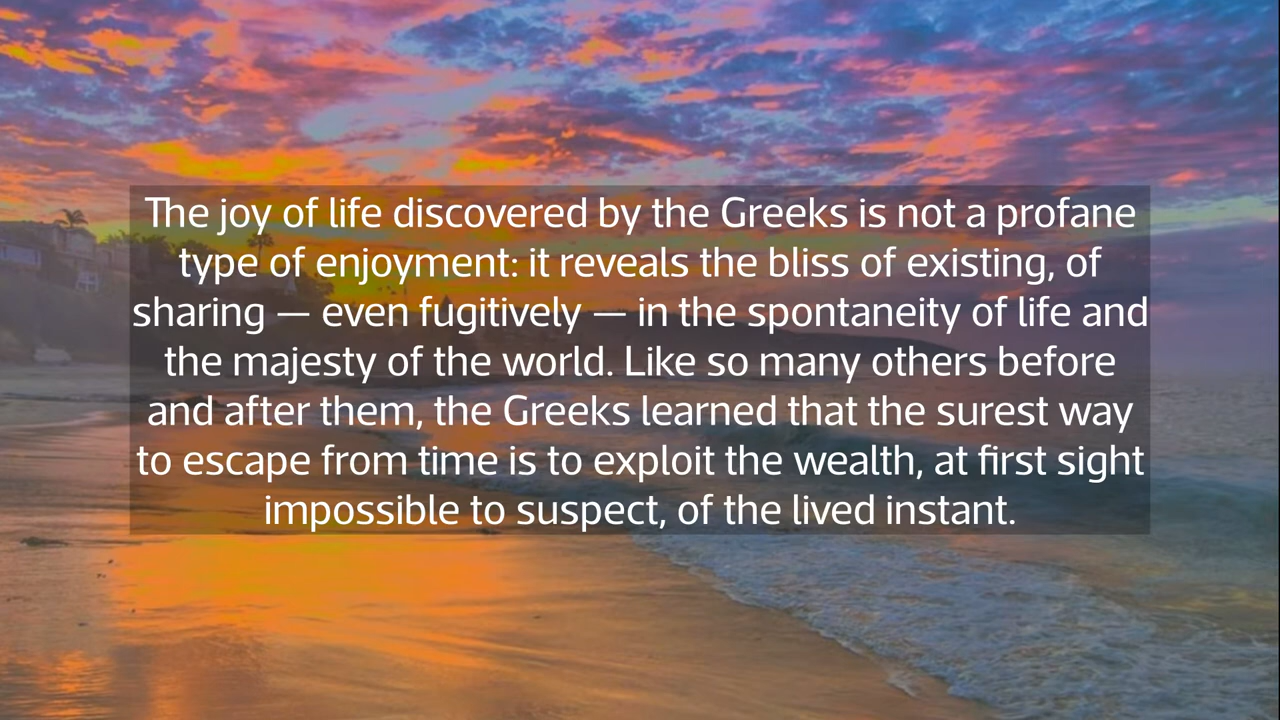 The joy of life discovered by the Greeks is not a profane
type of enjoyment: it reveals the bliss of existing, of
sharing — even fugitively — in the spontaneity of life and
the majesty of the world. Like so many others before
and after them, the Greeks learned that the surest way
to escape from time is to exploit the wealth, at first sight
impossible to suspect, of the lived instant.